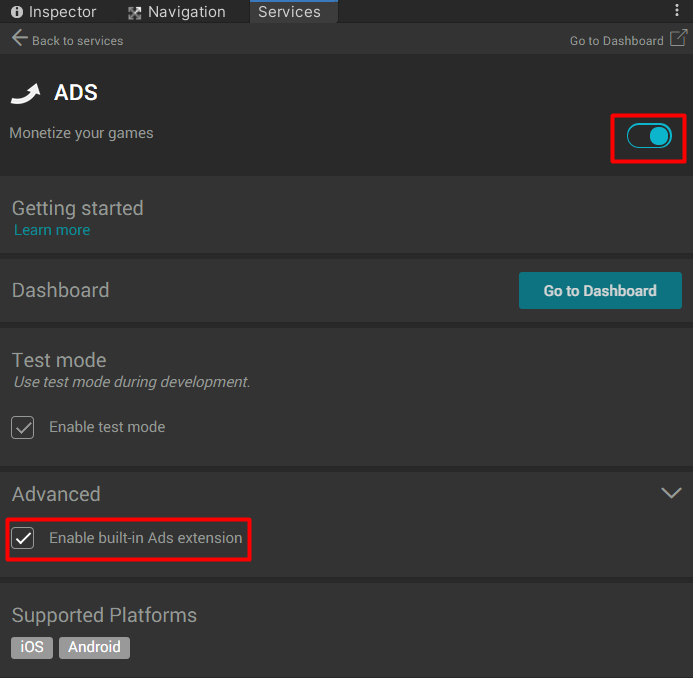 Inspector Navigation Services
Back to services Go to Dashboard
ADS
Monetize your games
Getting started
Learn more
Dashboard Go to Dashboard
Test mode
Use test mode during development.
Enable test mode
Advanced
Enable built-in Ads extension
Supported Platforms
iOS Android